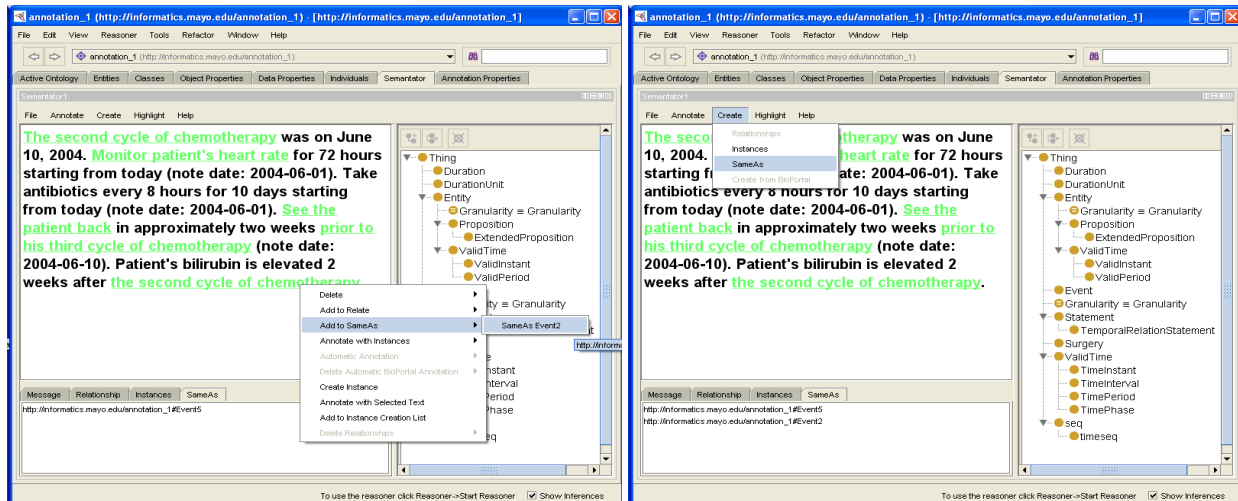 annotation_1 (http://informatics.mayo.edu/annotation_1) - [http://informatics.mayo.edu/annotation_1]
File Edit View Reasoner Tools Refactor Window Help
annotation_1 (http://informatics.mayo.edu/annotation_1)
Active Ontology Entities Classes Object Properties Data Properties Individuals Semantator Annotation Properties
Semantator1:
File Annotate Create Highlight Help
The second cycle of chemotherapy was on June
10, 2004. Monitor patient's heart rate for 72 hours
starting from today (note date: 2004-06-01). Take
antibiotics every 8 hours for 10 days starting
from today (note date: 2004-06-01). See the
patient back in approximately two weeks prior to
his third cycle of chemotherapy (note date:
2004-06-10). Patient's bilirubin is elevated 2
weeks after the second cycle of chemotherapy
Delete
Add to Relate
Add to SameAs
SameAs Event2
Annotate with Instances
Automatic Annotation
Delete Automatic BioPortal Annotation
Create Instance
Annotate with Selected Text
Add to Instance Creation List
Delete Relationships
Thing
Duration
DurationUnit
Entity
Granularity ≡ Granularity
Proposition
ExtendedProposition
ValidTime
ValidInstant
ValidPeriod
ity ≡ Granularity
t
http://inform
e
nstant
nterval
Period
Phase
eq
Message Relationship Instances SameAs
http://informatics.mayo.edu/annotation_1#Event5
To use the reasoner click Reasoner->Start Reasoner Show Inferences
annotation_1 (http://informatics.mayo.edu/annotation_1) - [http://informatics.mayo.edu/annotation_1]
File Edit View Reasoner Tools Refactor Window Help
annotation_1 (http://informatics.mayo.edu/annotation_1)
Active Ontology Entities Classes Object Properties Data Properties Individuals Semantator Annotation Properties
Semantator1:
File Annotate Create Highlight Help
Relationships
Instances
SameAs
Create from BioPortal
The seco otherapy was on June
10, 2004. heart rate for 72 hours
starting f te: 2004-06-01). Take
antibiotics every 8 hours for 10 days starting
from today (note date: 2004-06-01). See the
patient back in approximately two weeks prior to
his third cycle of chemotherapy (note date:
2004-06-10). Patient's bilirubin is elevated 2
weeks after the second cycle of chemotherapy.
Thing
Duration
DurationUnit
Entity
Granularity ≡ Granularity
Proposition
ExtendedProposition
ValidTime
ValidInstant
ValidPeriod
Event
Granularity ≡ Granularity
Statement
TemporalRelationStatement
Surgery
ValidTime
TimeInstant
TimeInterval
TimePeriod
TimePhase
seq
timeseq
Message Relationship Instances SameAs
http://informatics.mayo.edu/annotation_1#Event5
http://informatics.mayo.edu/annotation_1#Event2
To use the reasoner click Reasoner->Start Reasoner Show Inferences